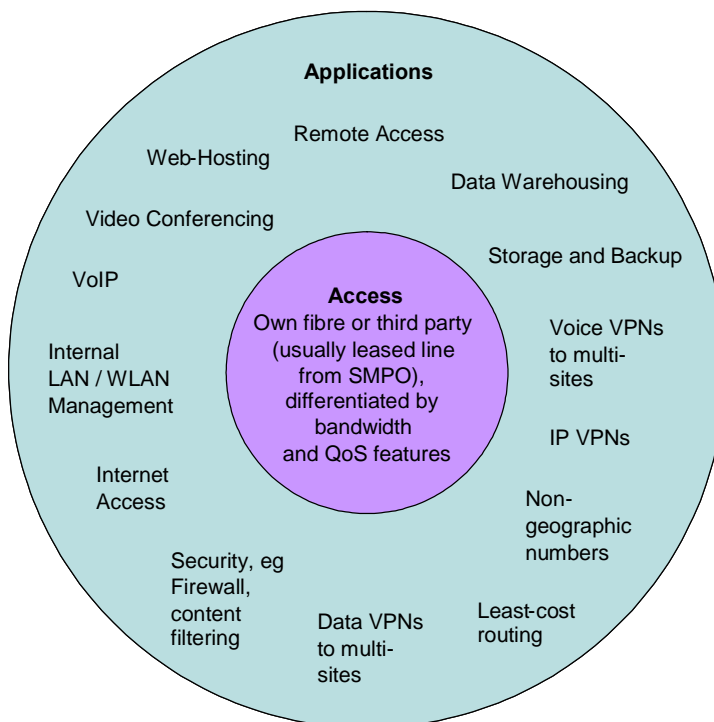 Applications
Remote Access
Web-Hosting
Data Warehousing
Video Conferencing
Storage and Backup
VoIP
Access
Own fibre or third party
(usually leased line
from SMPO),
differentiated by
bandwidth
and QoS features
Voice VPNs
to multi-
sites
Internal
LAN / WLAN
Management
IP VPNs
Internet
Access
Non-
geographic
numbers
Security, eg
Firewall,
content
filtering
Data VPNs
to multi-
sites
Least-cost
routing